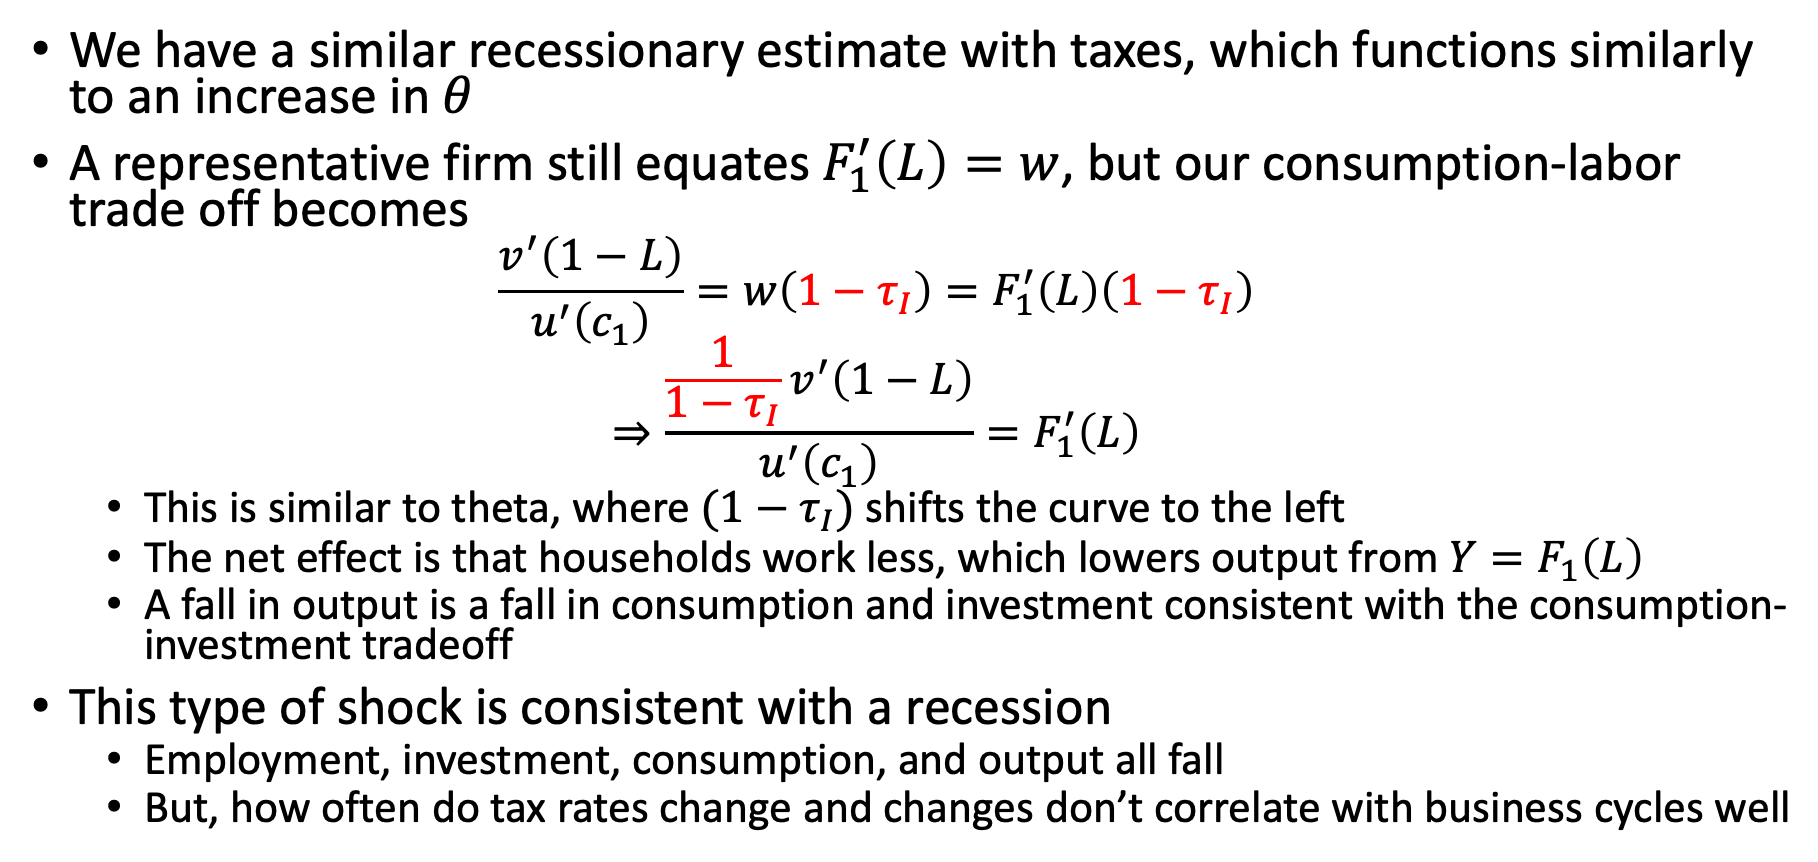 • We have a similar recessionary estimate with taxes, which functions similarly
to an increase in θ
• A representative firm still equates F₁′(L) = w, but our consumption-labor
trade off becomes
v′(1 − L) / u′(c₁) = w(1 − τ_I) = F₁′(L)(1 − τ_I)
⇒ (1 / (1 − τ_I)) v′(1 − L) / u′(c₁) = F₁′(L)
• This is similar to theta, where (1 − τ_I) shifts the curve to the left
• The net effect is that households work less, which lowers output from Y = F₁(L)
• A fall in output is a fall in consumption and investment consistent with the consumption-
investment tradeoff
• This type of shock is consistent with a recession
• Employment, investment, consumption, and output all fall
• But, how often do tax rates change and changes don’t correlate with business cycles well